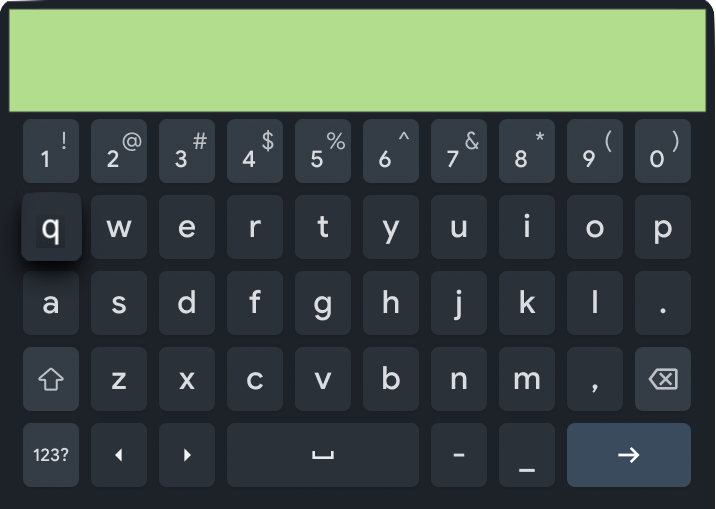 1 ! 2 @ 3 # 4 $ 5 % 6 ^ 7 & 8 * 9 ( 0 )
q w e r t y u i o p
a s d f g h j k l .
z x c v b n m ,
123? - _